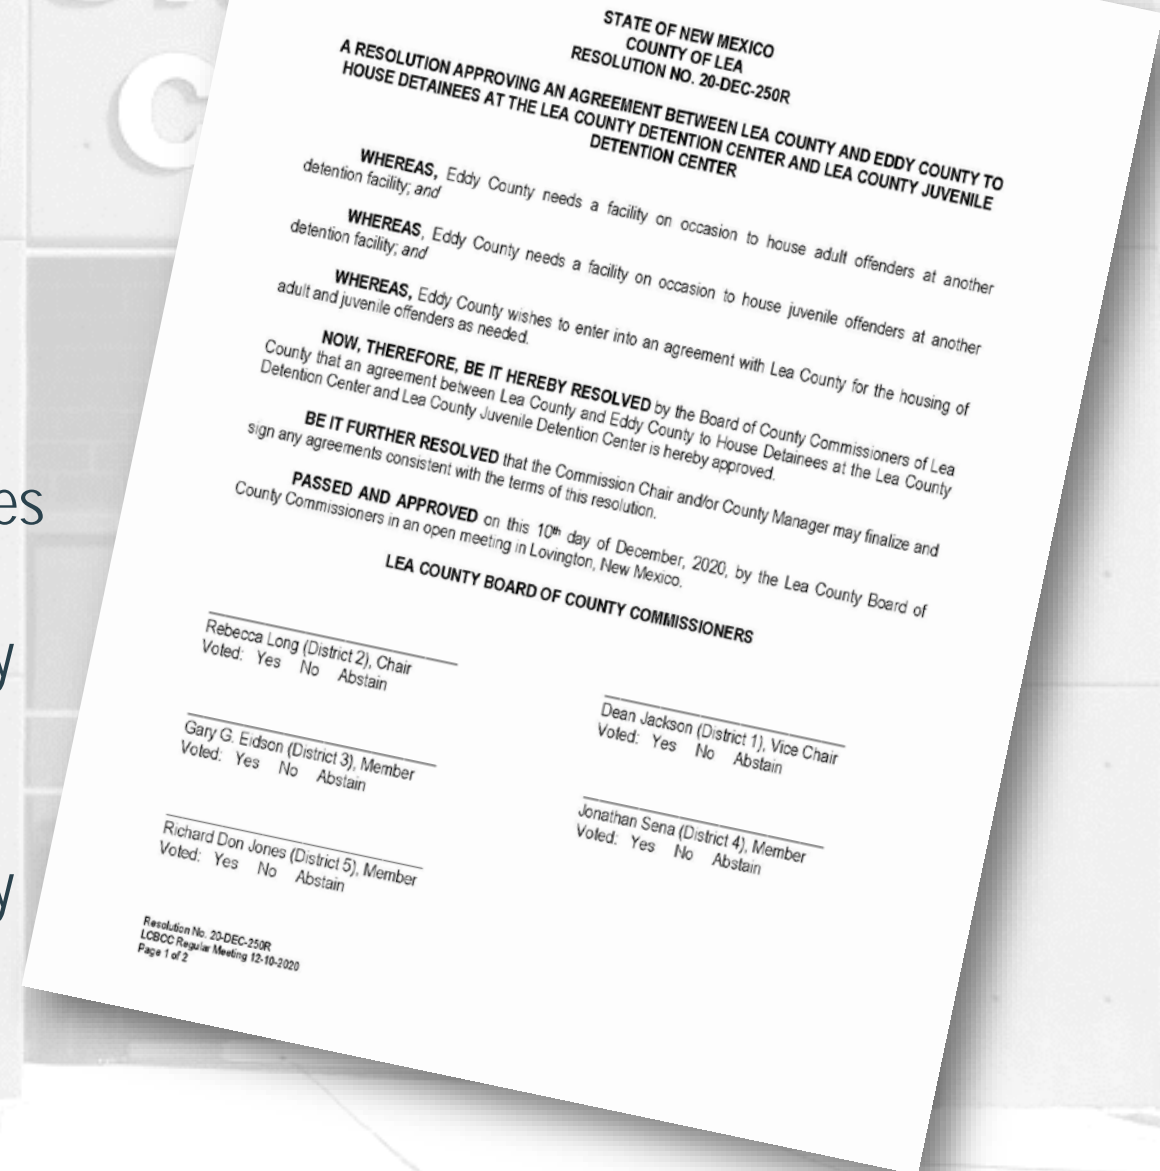 STATE OF NEW MEXICO
COUNTY OF LEA
RESOLUTION NO. 20-DEC-250R
A RESOLUTION APPROVING AN AGREEMENT BETWEEN LEA COUNTY AND EDDY COUNTY TO
HOUSE DETAINEES AT THE LEA COUNTY DETENTION CENTER AND LEA COUNTY JUVENILE
DETENTION CENTER
WHEREAS, Eddy County needs a facility on occasion to house adult offenders at another
detention facility; and
WHEREAS, Eddy County needs a facility on occasion to house juvenile offenders at another
detention facility; and
WHEREAS, Eddy County wishes to enter into an agreement with Lea County for the housing of
adult and juvenile offenders as needed.
NOW, THEREFORE, BE IT HEREBY RESOLVED by the Board of County Commissioners of Lea
County that an agreement between Lea County and Eddy County to House Detainees at the Lea County
Detention Center and Lea County Juvenile Detention Center is hereby approved.
BE IT FURTHER RESOLVED that the Commission Chair and/or County Manager may finalize and
sign any agreements consistent with the terms of this resolution.
PASSED AND APPROVED on this 10th day of December, 2020, by the Lea County Board of
County Commissioners in an open meeting in Lovington, New Mexico.
LEA COUNTY BOARD OF COUNTY COMMISSIONERS
Rebecca Long (District 2), Chair
Voted: Yes No Abstain
Dean Jackson (District 1), Vice Chair
Voted: Yes No Abstain
Gary G. Eidson (District 3), Member
Voted: Yes No Abstain
Jonathan Sena (District 4), Member
Voted: Yes No Abstain
Richard Don Jones (District 5), Member
Voted: Yes No Abstain
Resolution No. 20-DEC-250R
LCBCC Regular Meeting 12-10-2020
Page 1 of 2
es
y
y